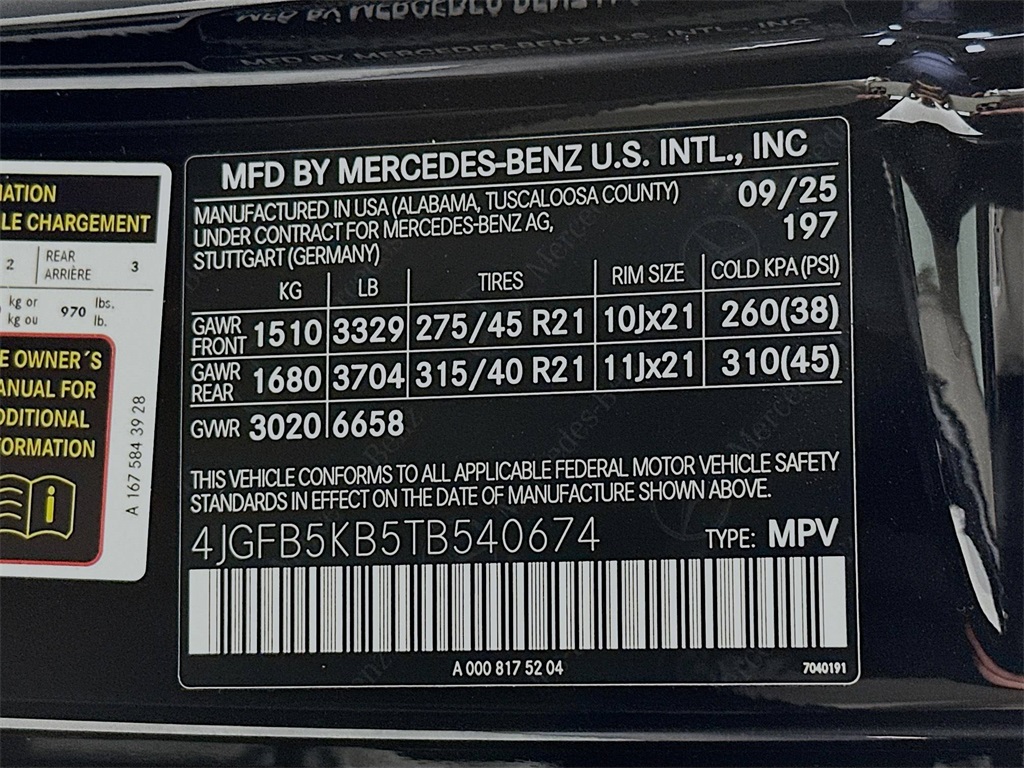 MFD BY MERCEDES-BENZ U.S. INTL., INC
MANUFACTURED IN USA (ALABAMA, TUSCALOOSA COUNTY)
UNDER CONTRACT FOR MERCEDES-BENZ AG,
STUTTGART (GERMANY)
09/25
197
KG LB TIRES RIM SIZE COLD KPA (PSI)
GAWR FRONT 1510 3329 275/45 R21 10Jx21 260(38)
GAWR REAR 1680 3704 315/40 R21 11Jx21 310(45)
GVWR 3020 6658
THIS VEHICLE CONFORMS TO ALL APPLICABLE FEDERAL MOTOR VEHICLE SAFETY
STANDARDS IN EFFECT ON THE DATE OF MANUFACTURE SHOWN ABOVE.
4JGFB5KB5TB540674 TYPE: MPV
A 000 817 52 04 7040191
CHARGEMENT
2 REAR 3
ARRIÈRE
kg or 970 lbs.
kg ou lb.
OWNER´S
FOR
A 167 584 39 28